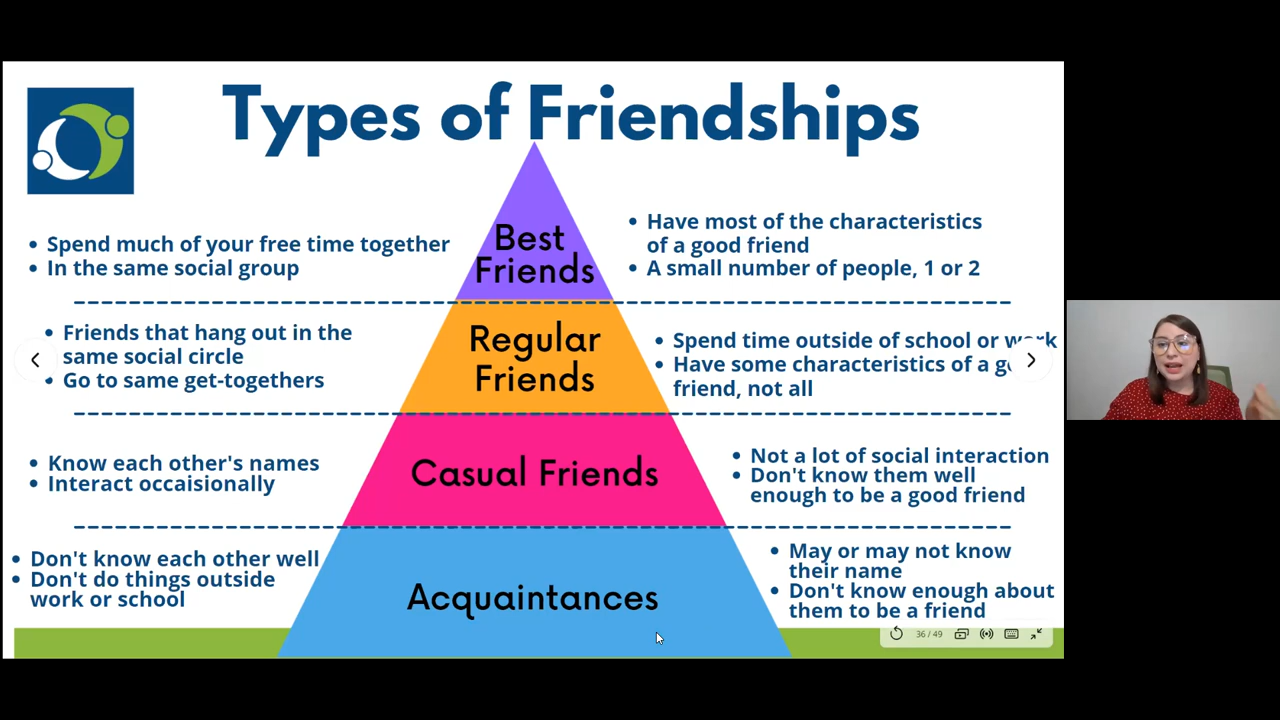 Types of Friendships
Best
Friends
• Spend much of your free time together
• In the same social group
• Have most of the characteristics
of a good friend
• A small number of people, 1 or 2
Regular
Friends
• Friends that hang out in the
same social circle
• Go to same get-togethers
• Spend time outside of school or work
• Have some characteristics of a
friend, not all
Casual Friends
• Know each other's names
• Interact occaisionally
• Not a lot of social interaction
• Don't know them well
enough to be a good friend
Acquaintances
• Don't know each other well
• Don't do things outside
work or school
• May or may not know
their name
• Don't know enough about
them to be a friend
36 / 49